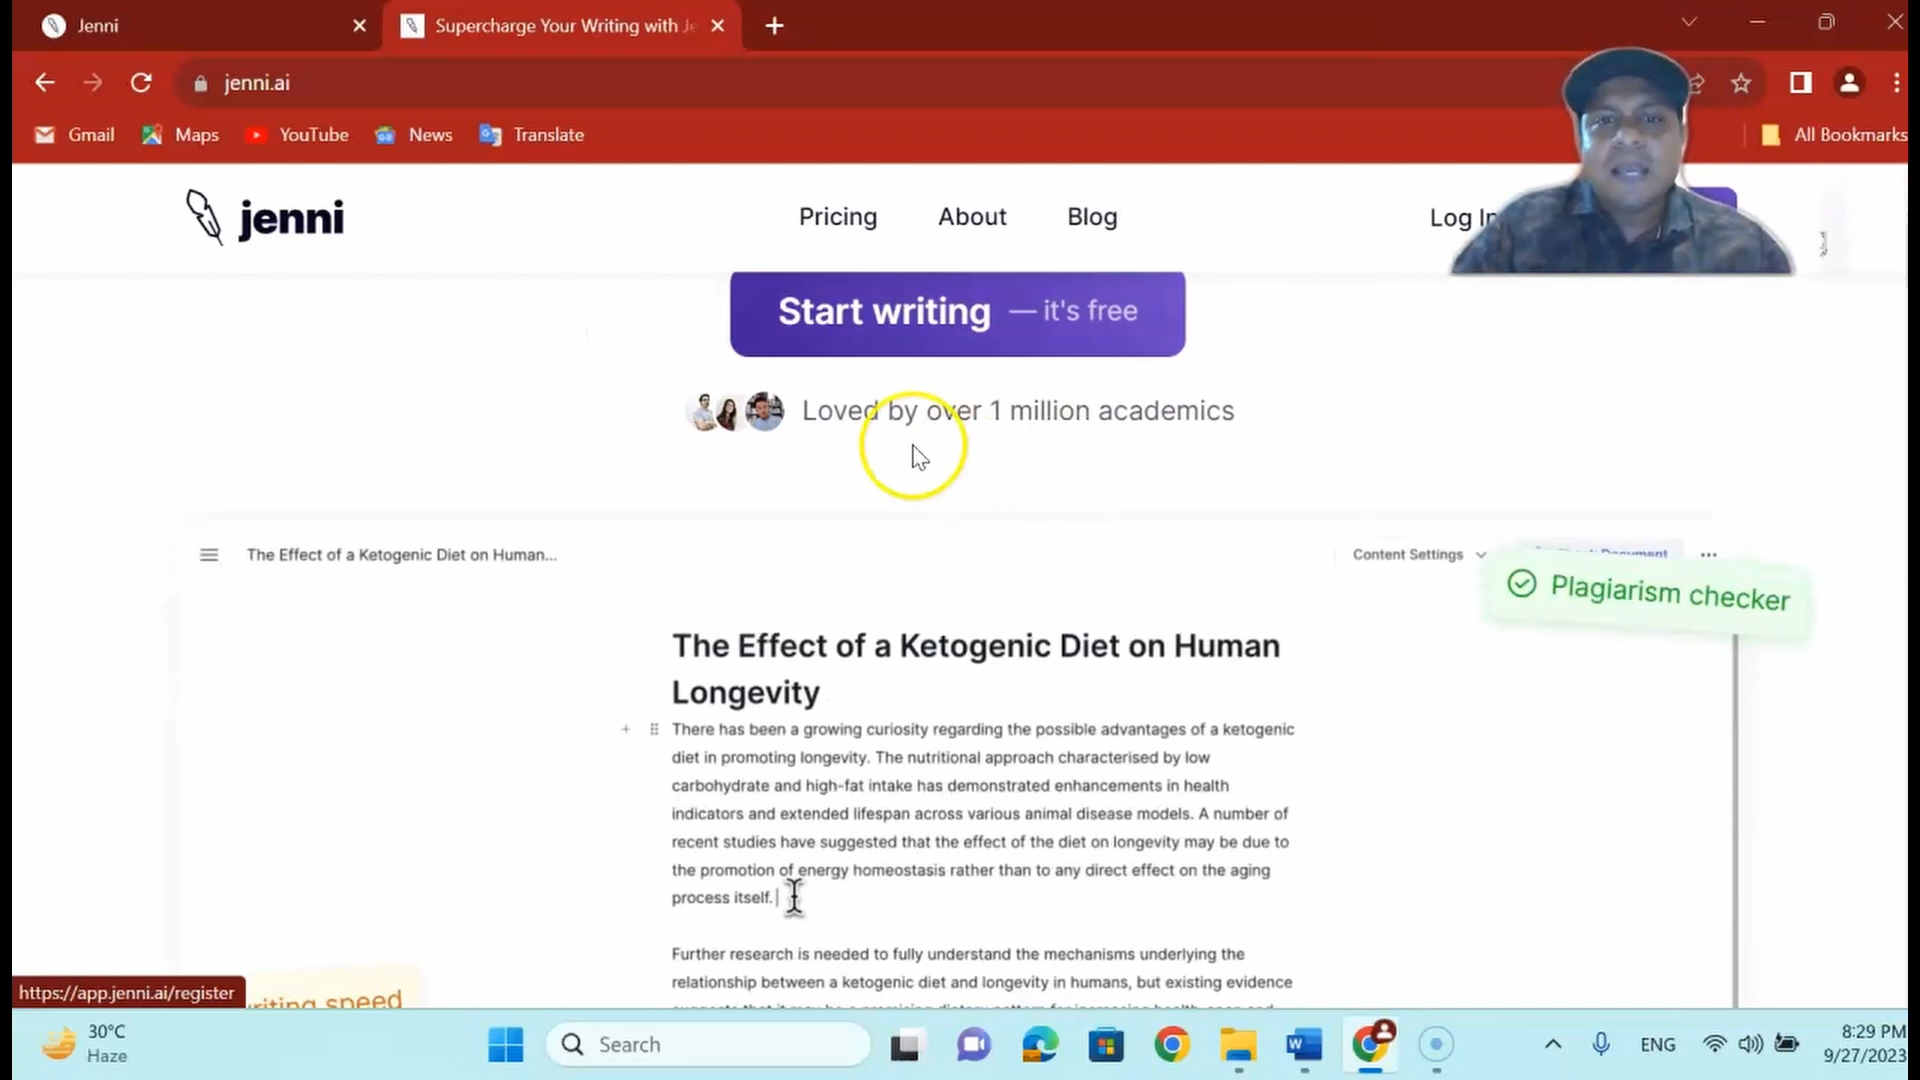 Jenni
Supercharge Your Writing with Je
jenni.ai
Gmail
Maps
YouTube
News
Translate
All Bookmarks
jenni
Pricing
About
Blog
Log In
Start writing — it's free
Loved by over 1 million academics
The Effect of a Ketogenic Diet on Human...
Content Settings
Document
Plagiarism checker
The Effect of a Ketogenic Diet on Human
Longevity
There has been a growing curiosity regarding the possible advantages of a ketogenic
diet in promoting longevity. The nutritional approach characterised by low
carbohydrate and high-fat intake has demonstrated enhancements in health
indicators and extended lifespan across various animal disease models. A number of
recent studies have suggested that the effect of the diet on longevity may be due to
the promotion of energy homeostasis rather than to any direct effect on the aging
process itself.
Further research is needed to fully understand the mechanisms underlying the
relationship between a ketogenic diet and longevity in humans, but existing evidence
https://app.jenni.ai/register
writing speed
30°C
Haze
Search
ENG
8:29 PM
9/27/2023